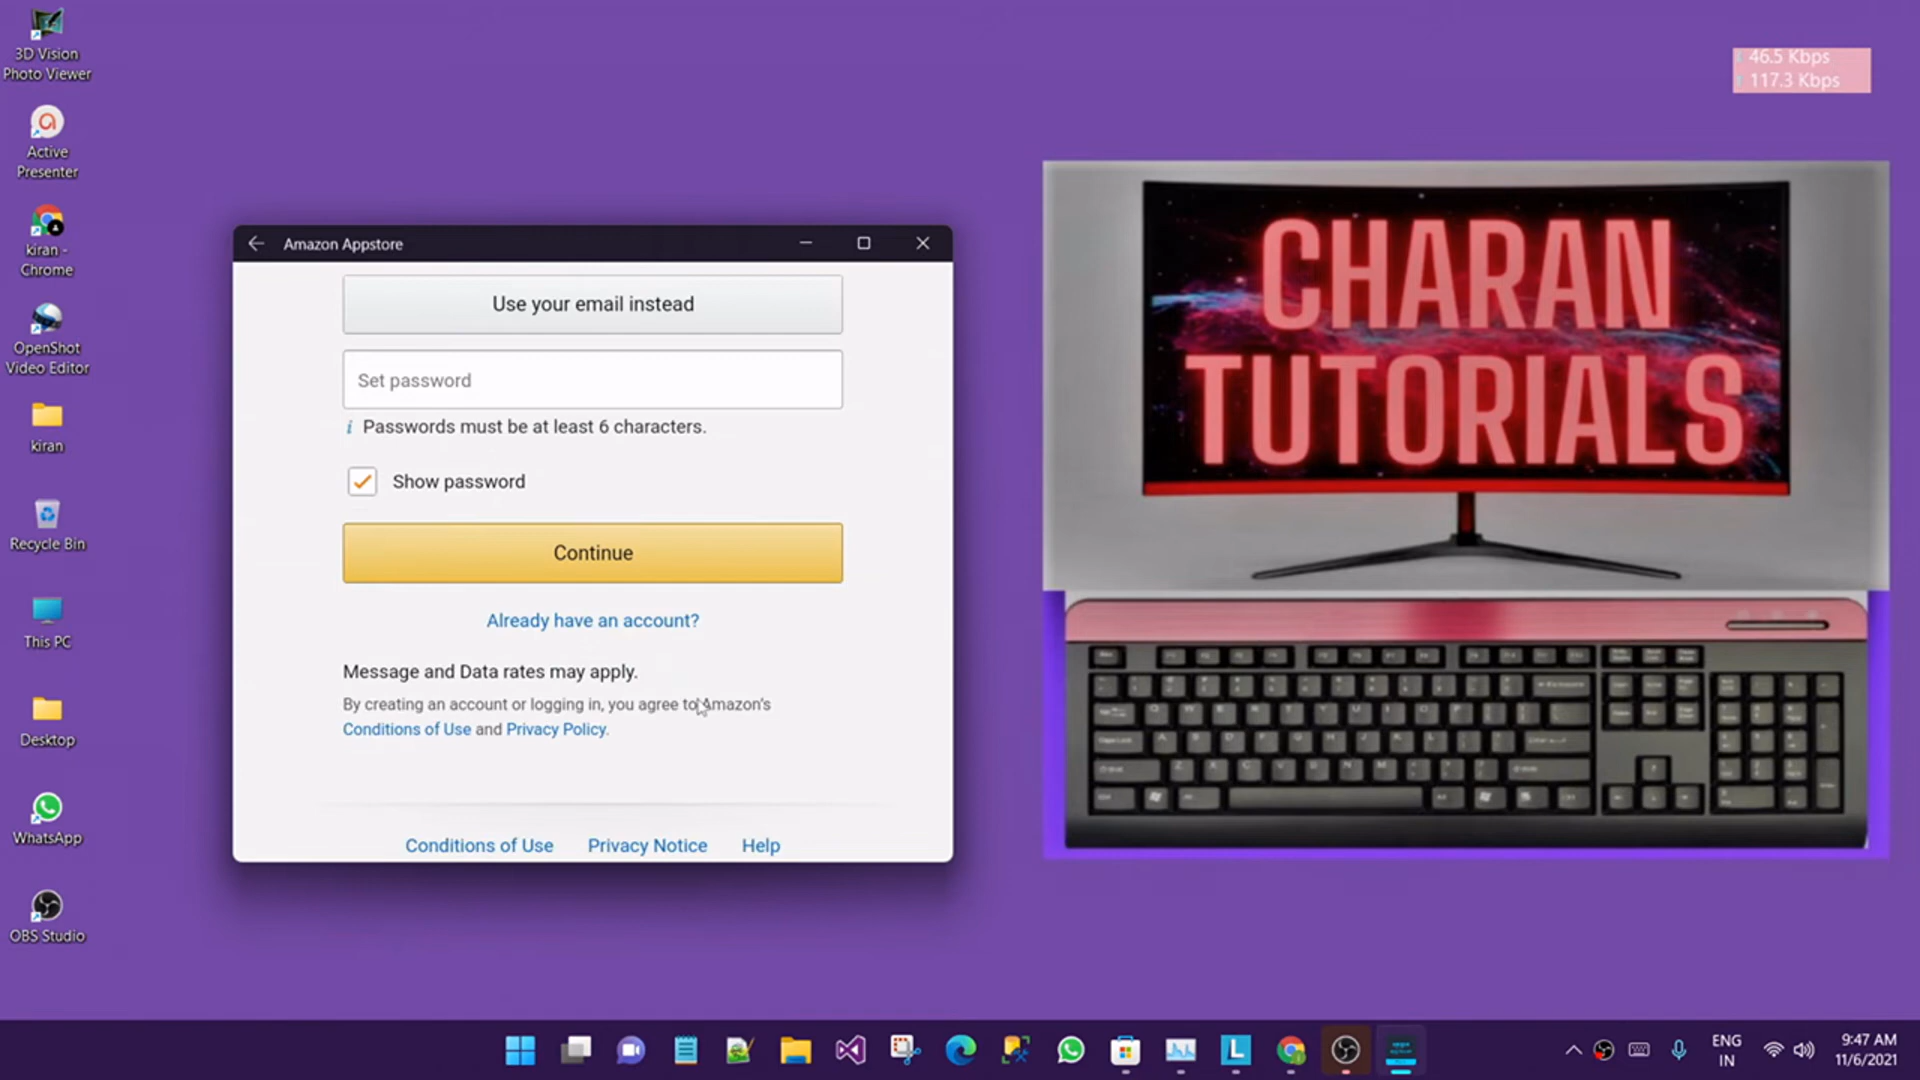 3D Vision
Photo Viewer
Active
Presenter
kiran -
Chrome
OpenShot
Video Editor
kiran
Recycle Bin
This PC
Desktop
WhatsApp
OBS Studio
46.5 Kbps
117.3 Kbps
Amazon Appstore
Use your email instead
Set password
i Passwords must be at least 6 characters.
Show password
Continue
Already have an account?
Message and Data rates may apply.
By creating an account or logging in, you agree to Amazon's
Conditions of Use and Privacy Policy.
Conditions of Use Privacy Notice Help
CHARAN
TUTORIALS
ENG
IN
9:47 AM
11/6/2021